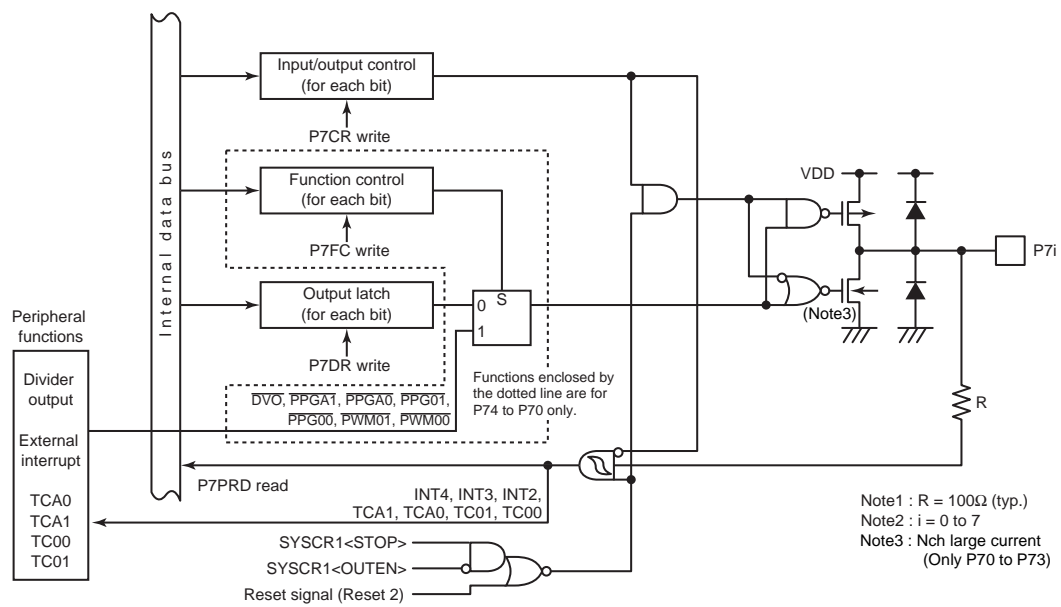 Internal data bus
Input/output control
(for each bit)
P7CR write
Function control
(for each bit)
P7FC write
Output latch
(for each bit)
P7DR write
S
0
1
VDD
P7i
(Note3)
R
Functions enclosed by
the dotted line are for
P74 to P70 only.
Peripheral
functions
Divider
output
External
interrupt
TCA0
TCA1
TC00
TC01
DVO, PPGA1, PPGA0, PPG01,
PPG00, PWM01, PWM00
P7PRD read
INT4, INT3, INT2,
TCA1, TCA0, TC01, TC00
SYSCR1<STOP>
SYSCR1<OUTEN>
Reset signal (Reset 2)
Note1 : R = 100Ω (typ.)
Note2 : i = 0 to 7
Note3 : Nch large current
(Only P70 to P73)